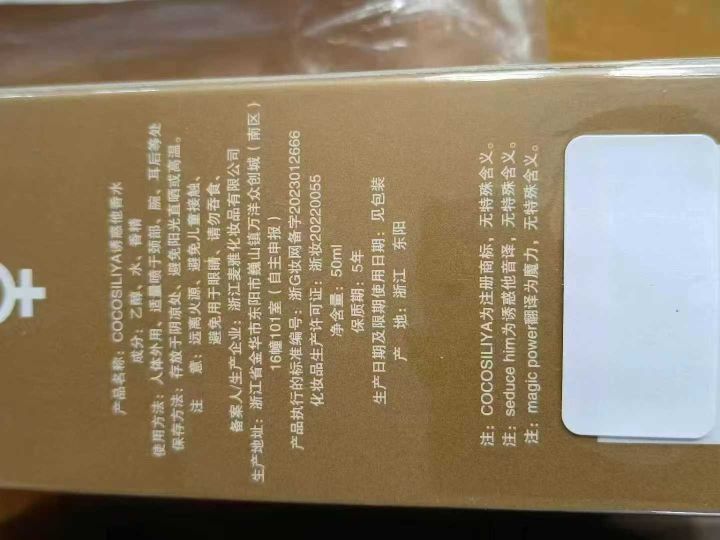 产品名称：COCOSILIYA诱惑他香水
成分：乙醇、水、香精
使用方法：人体外用、适量喷于颈部、腕、耳后等处
保存方法：存放于阴凉处、避免阳光直晒或高温。
注 意：远离火源、避免儿童接触、
避免用于眼睛、请勿吞食、
备案人/生产企业：浙江麦雅化妆品有限公司
生产地址：浙江省金华市东阳市巍山镇万洋众创城（南区）
16幢101室（自主申报）
产品执行的标准编号：浙G妆网备字2023012666
化妆品生产许可证：浙妆20220055
净含量：50ml
保质期：5年
生产日期及限期使用日期：见包装
产 地：浙江 东阳
注：COCOSILIYA为注册商标，无特殊含义。
注：seduce him为诱惑他音译，无特殊含义。
注：magic power翻译为魔力，无特殊含义。